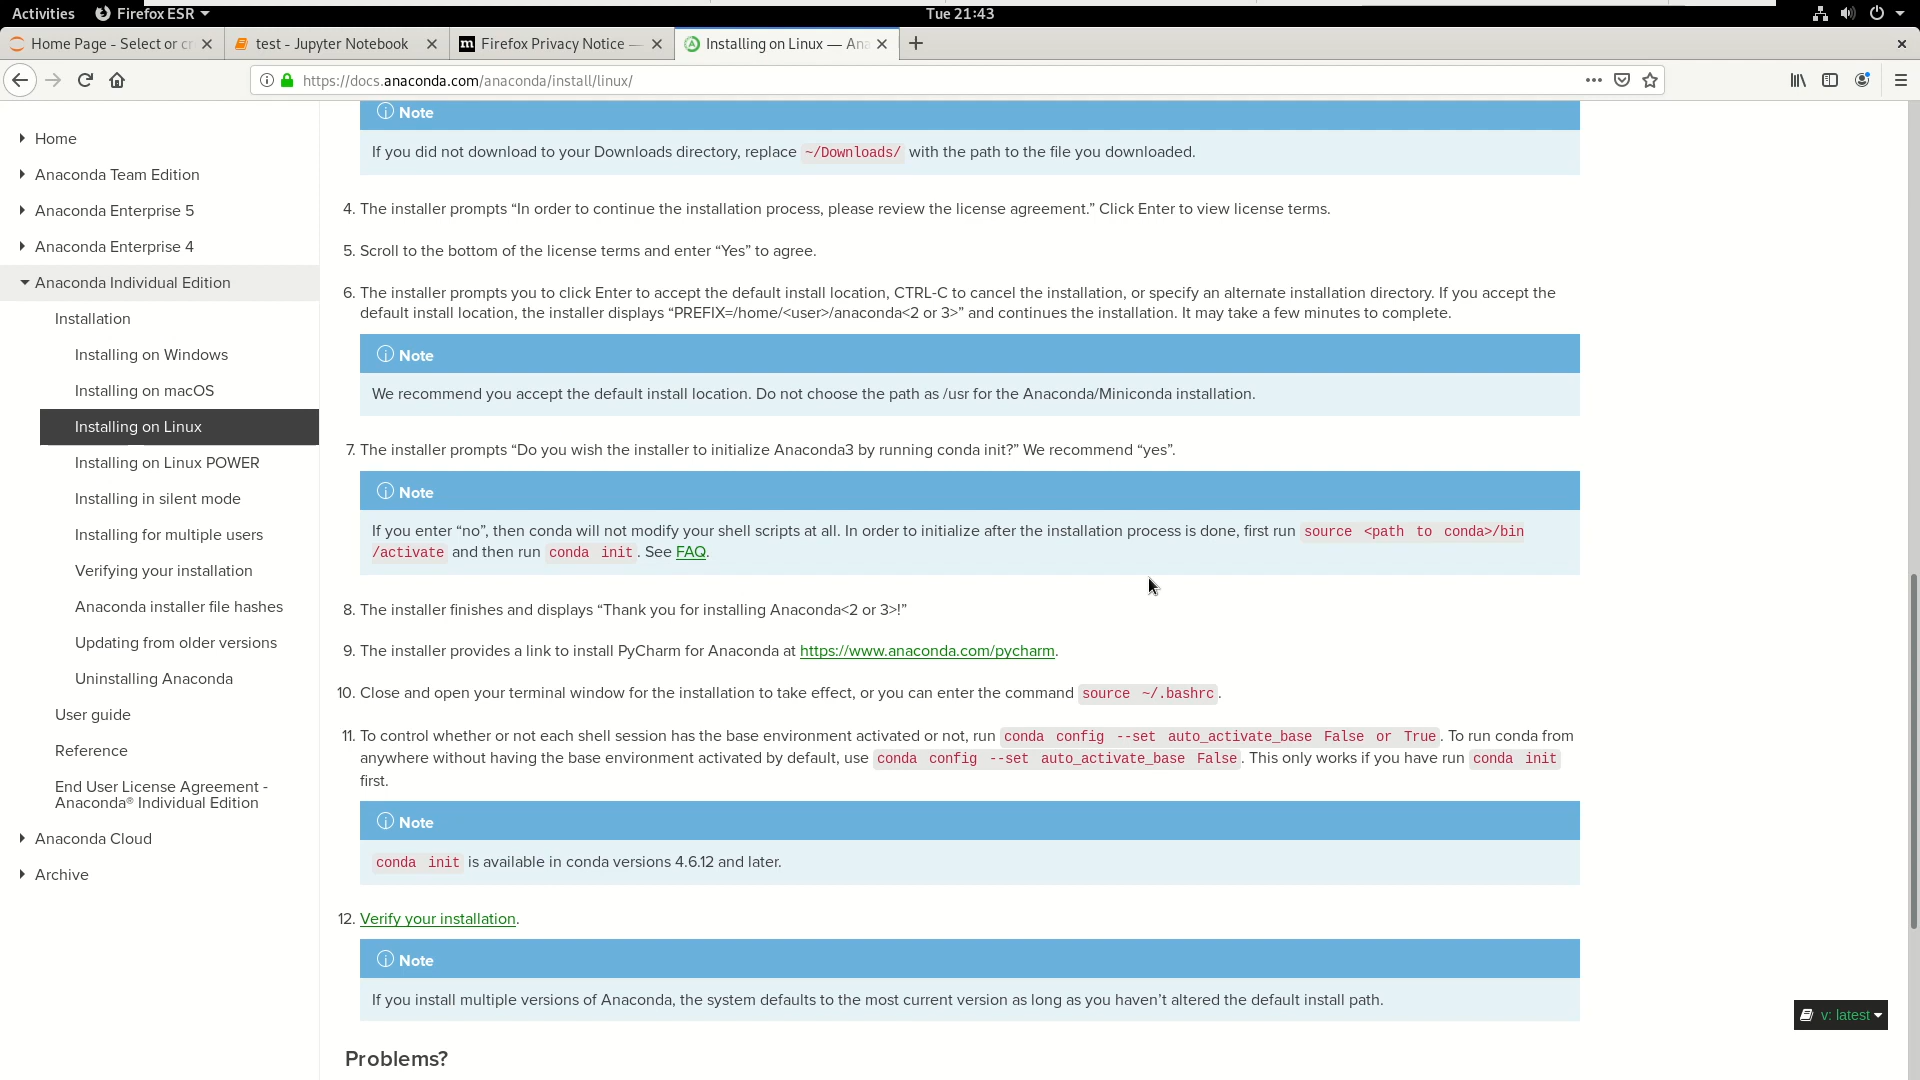 Activities Firefox ESR Tue 21:43
Home Page - Select or cr test - Jupyter Notebook Firefox Privacy Notice — Installing on Linux — Ana
https://docs.anaconda.com/anaconda/install/linux/
Home
Anaconda Team Edition
Anaconda Enterprise 5
Anaconda Enterprise 4
Anaconda Individual Edition
Installation
Installing on Windows
Installing on macOS
Installing on Linux
Installing on Linux POWER
Installing in silent mode
Installing for multiple users
Verifying your installation
Anaconda installer file hashes
Updating from older versions
Uninstalling Anaconda
User guide
Reference
End User License Agreement -
Anaconda® Individual Edition
Anaconda Cloud
Archive
Note
If you did not download to your Downloads directory, replace ~/Downloads/ with the path to the file you downloaded.
4. The installer prompts “In order to continue the installation process, please review the license agreement.” Click Enter to view license terms.
5. Scroll to the bottom of the license terms and enter “Yes” to agree.
6. The installer prompts you to click Enter to accept the default install location, CTRL-C to cancel the installation, or specify an alternate installation directory. If you accept the
default install location, the installer displays “PREFIX=/home/<user>/anaconda<2 or 3>” and continues the installation. It may take a few minutes to complete.
Note
We recommend you accept the default install location. Do not choose the path as /usr for the Anaconda/Miniconda installation.
7. The installer prompts “Do you wish the installer to initialize Anaconda3 by running conda init?” We recommend “yes”.
Note
If you enter “no”, then conda will not modify your shell scripts at all. In order to initialize after the installation process is done, first run source <path to conda>/bin
/activate and then run conda init. See FAQ.
8. The installer finishes and displays “Thank you for installing Anaconda<2 or 3>!”
9. The installer provides a link to install PyCharm for Anaconda at https://www.anaconda.com/pycharm.
10. Close and open your terminal window for the installation to take effect, or you can enter the command source ~/.bashrc.
11. To control whether or not each shell session has the base environment activated or not, run conda config --set auto_activate_base False or True. To run conda from
anywhere without having the base environment activated by default, use conda config --set auto_activate_base False. This only works if you have run conda init
first.
Note
conda init is available in conda versions 4.6.12 and later.
12. Verify your installation.
Note
If you install multiple versions of Anaconda, the system defaults to the most current version as long as you haven’t altered the default install path.
Problems?
v: latest